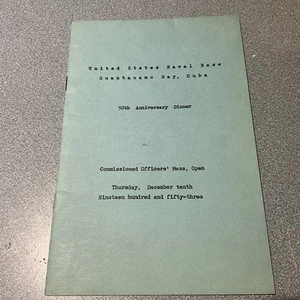 United States Naval Base
Guantanamo Bay, Cuba
50th Anniversary Dinner
Commissioned Officers' Mess, Open
Thursday, December tenth
Nineteen hundred and fifty-three